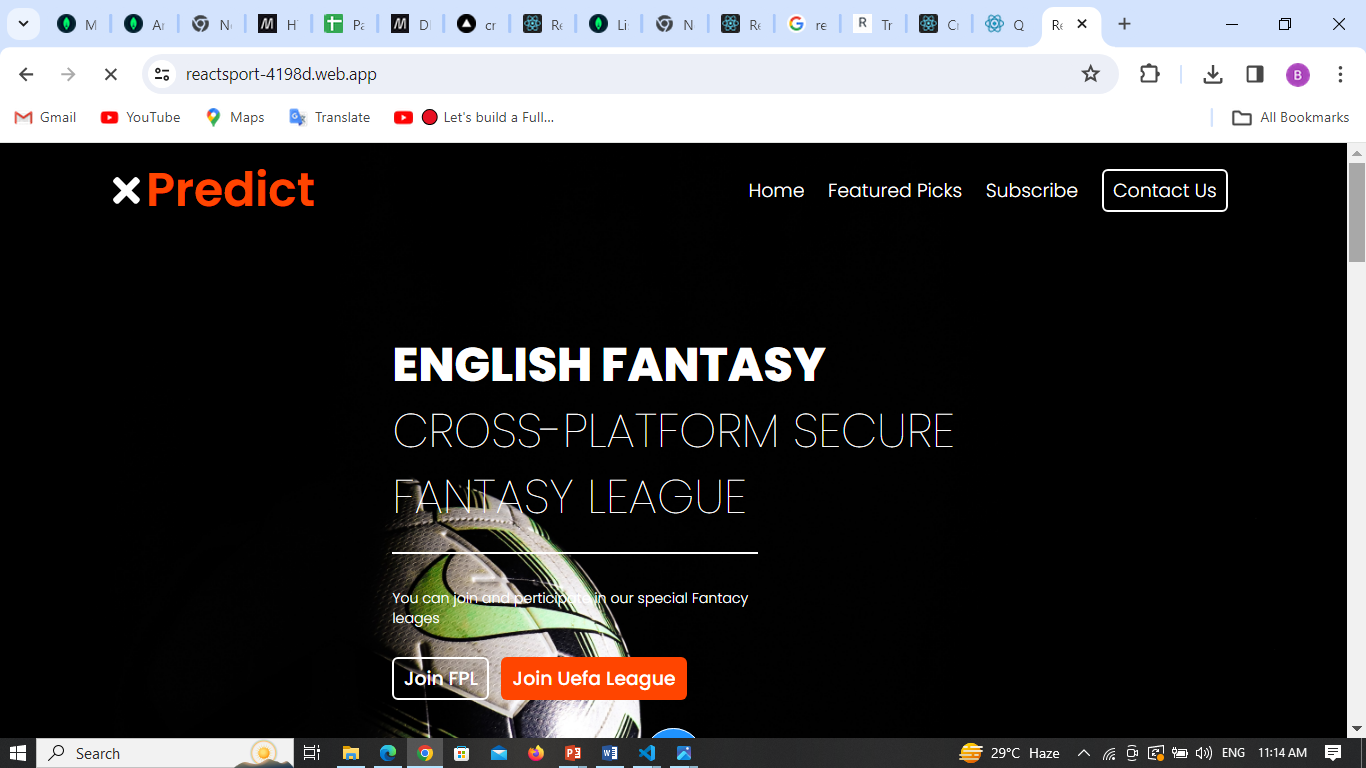 M
Ar
N
H
Pa
M
D
cr
Re
Li
N
Re
G re
R Tr
Cr
Q
Re
reactsport-4198d.web.app
B
Gmail YouTube Maps Translate Let's build a Full... All Bookmarks
×Predict Home Featured Picks Subscribe Contact Us
ENGLISH FANTASY
CROSS-PLATFORM SECURE
FANTASY LEAGUE
You can join and perticipate in our special Fantacy
leages
Join FPL Join Uefa League
Search 29°C Haze ENG 11:14 AM